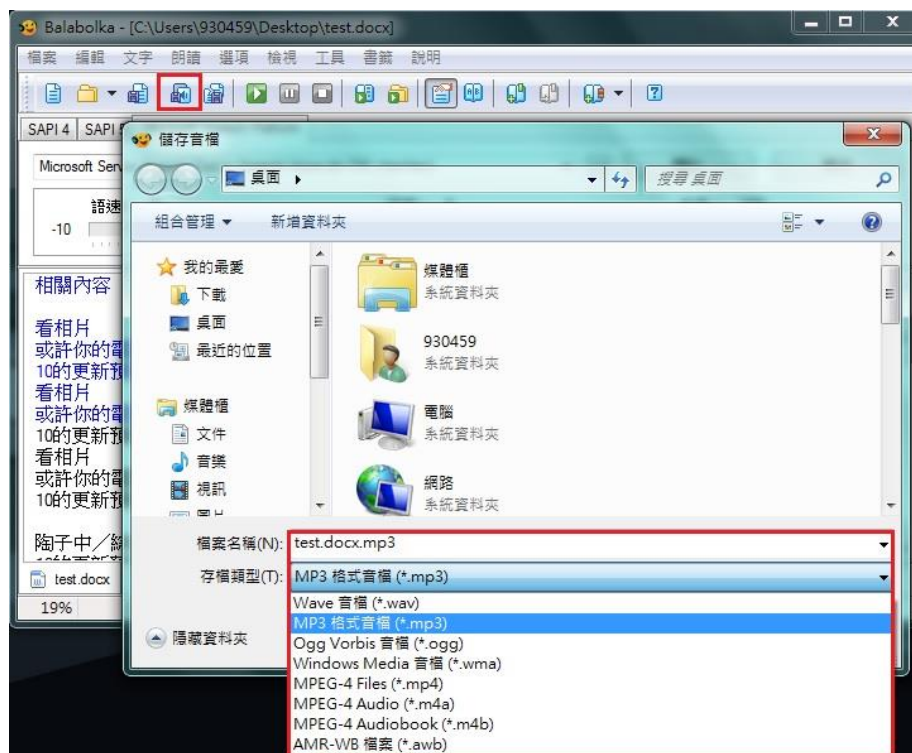 Balabolka - [C:\Users\930459\Desktop\test.docx]
檔案 編輯 文字 朗讀 選項 檢視 工具 書籤 說明
SAPI 4 SAPI
Microsoft
語速
-10
儲存音檔
桌面
搜尋 桌面
組合管理 新增資料夾
我的最愛
下載
桌面
最近的位置
媒體櫃
文件
音樂
視訊
媒體櫃
系統資料夾
930459
系統資料夾
電腦
系統資料夾
網路
系統資料夾
相關內容
看相片
或許你的電
10的更新預
看相片
或許你的電
10的更新預
看相片
或許你的電
10的更新預
陶子中／綜
test.docx
19%
檔案名稱(N): test.docx.mp3
存檔類型(T): MP3 格式音檔 (*.mp3)
Wave 音檔 (*.wav)
MP3 格式音檔 (*.mp3)
Ogg Vorbis 音檔 (*.ogg)
Windows Media 音檔 (*.wma)
MPEG-4 Files (*.mp4)
MPEG-4 Audio (*.m4a)
MPEG-4 Audiobook (*.m4b)
AMR-WB 檔案 (*.awb)
隱藏資料夾